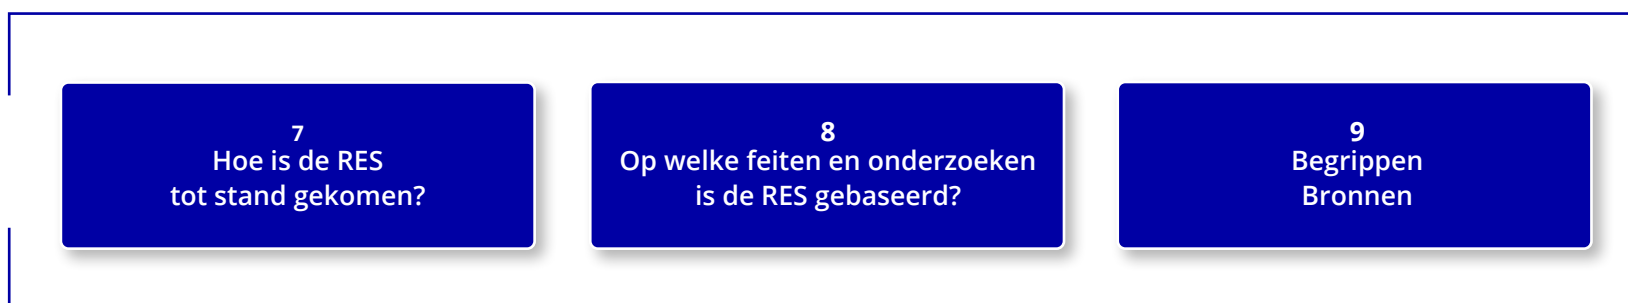 7
Hoe is de RES
tot stand gekomen?
8
Op welke feiten en onderzoeken
is de RES gebaseerd?
9
Begrippen
Bronnen